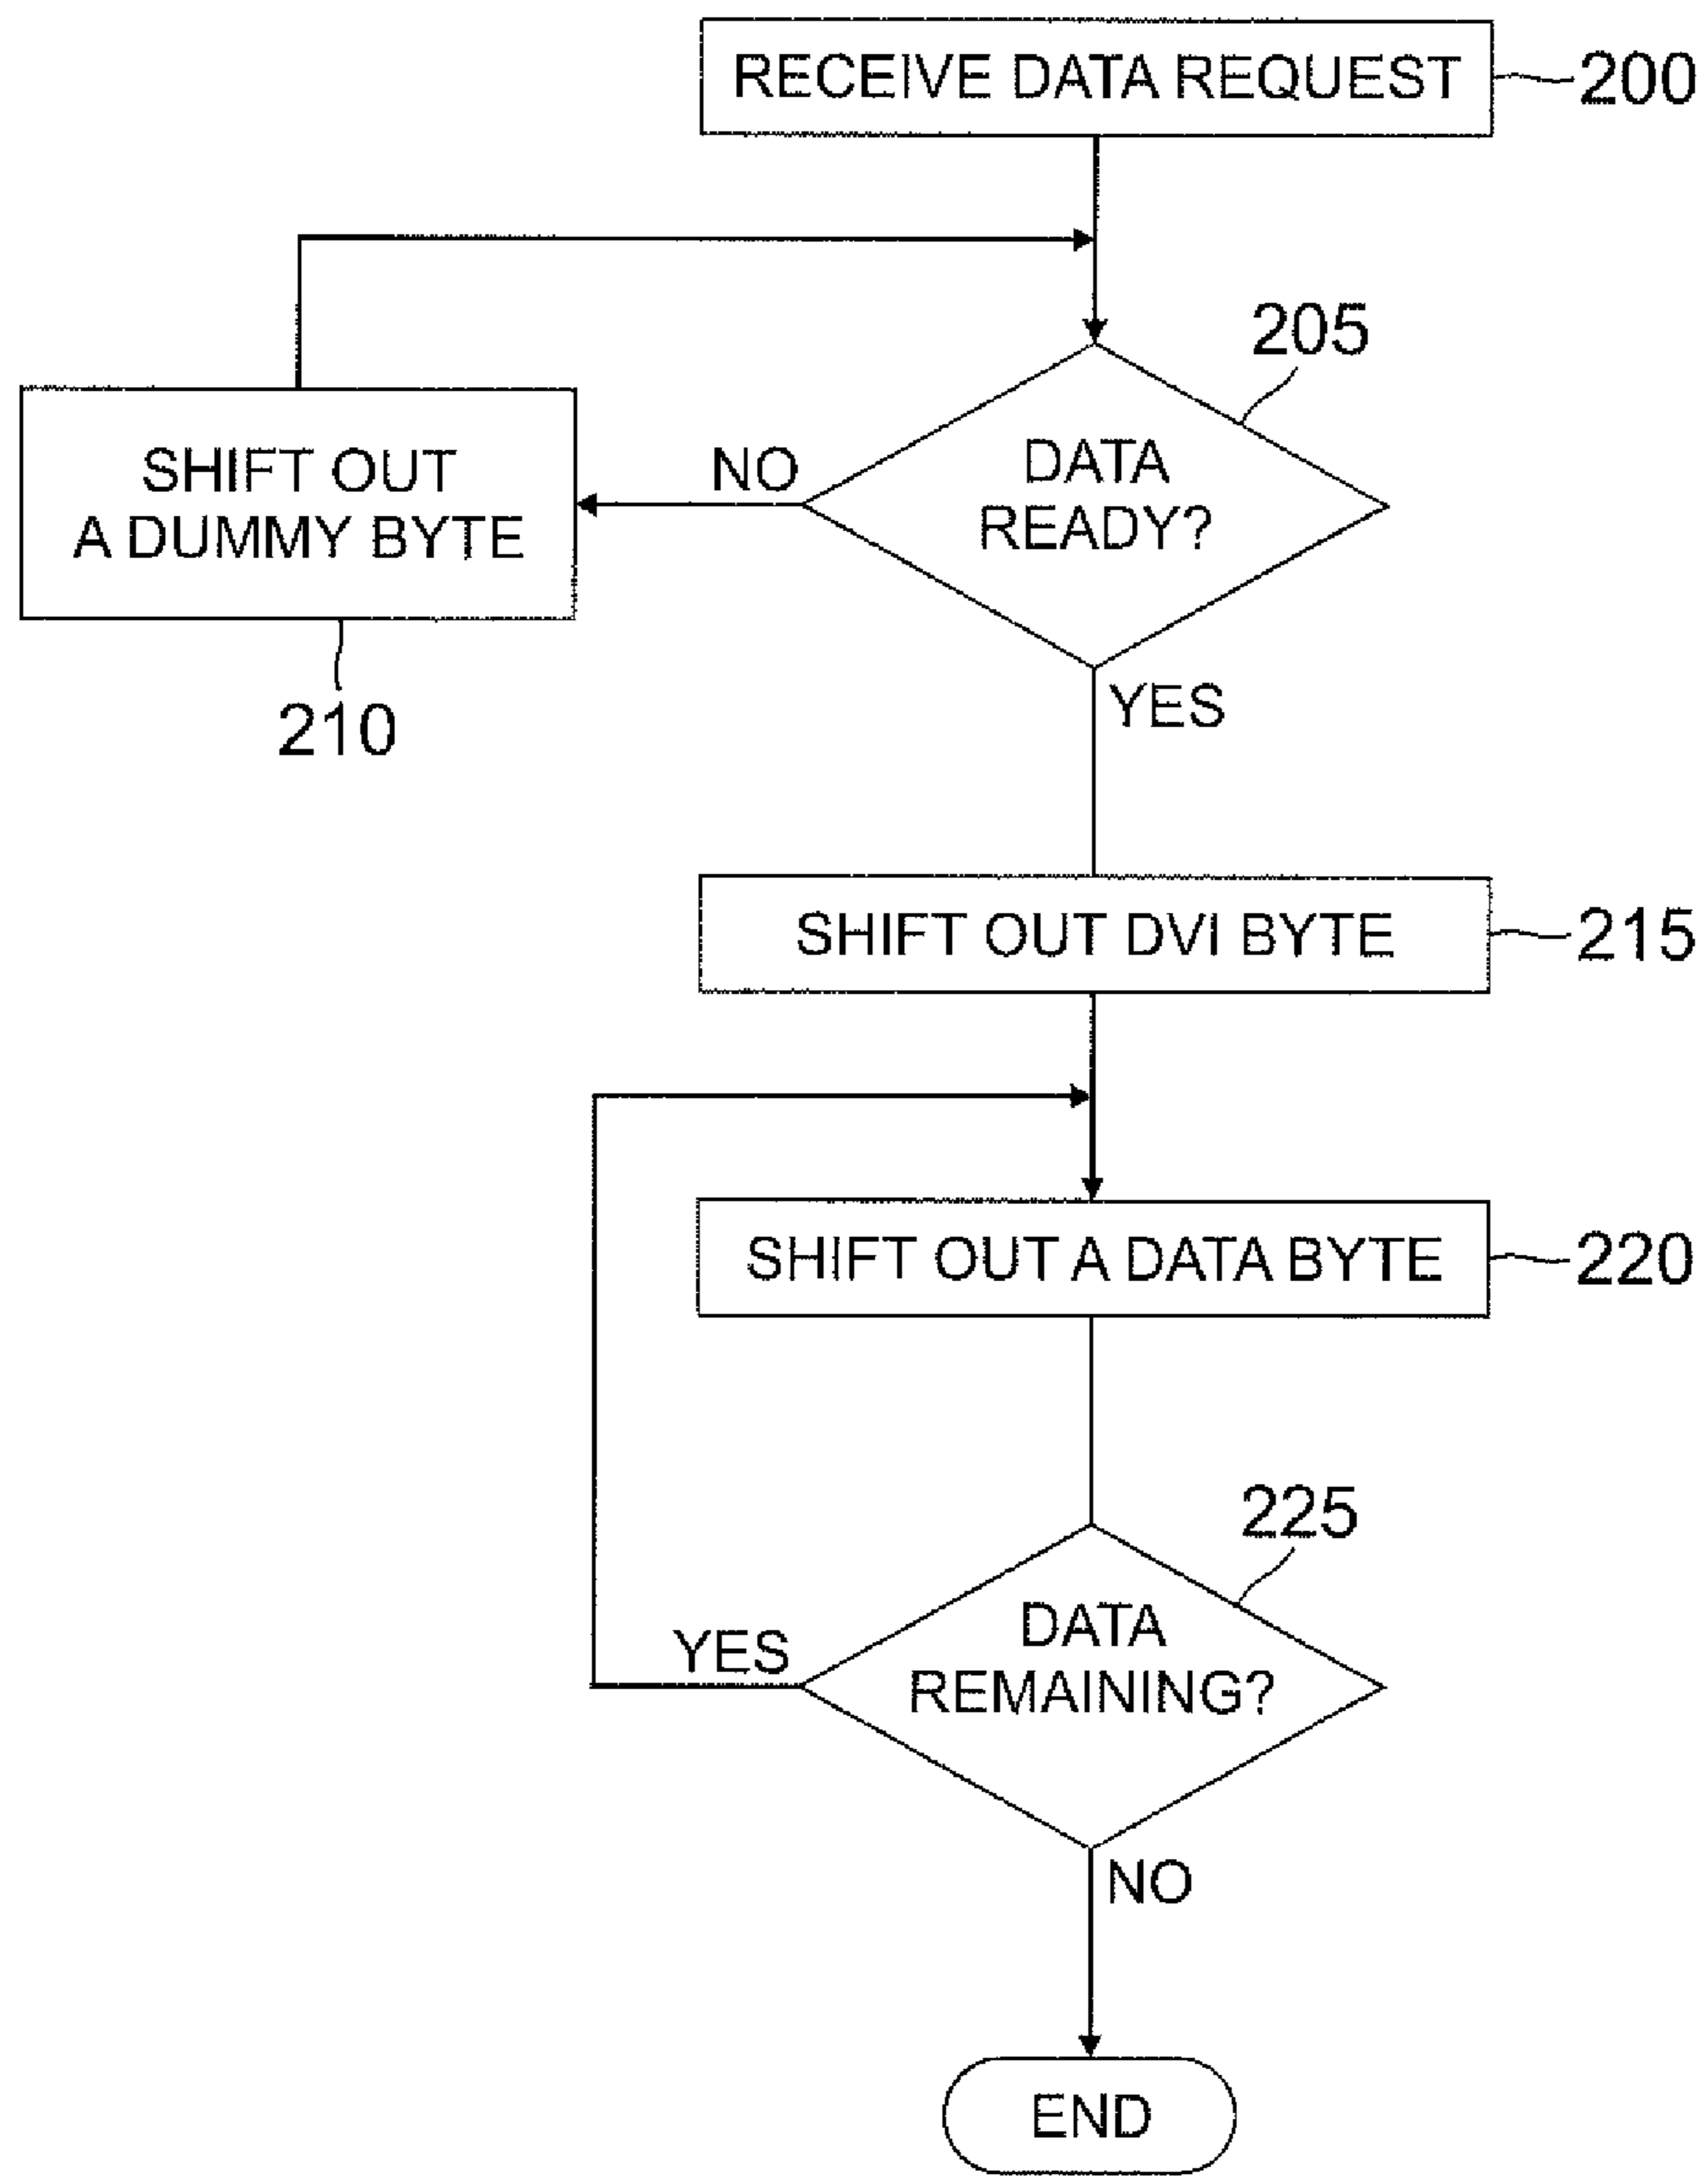 RECEIVE DATA REQUEST
200
205
DATA
READY?
NO
SHIFT OUT
A DUMMY BYTE
210
YES
SHIFT OUT DVI BYTE
215
SHIFT OUT A DATA BYTE
220
225
DATA
REMAINING?
YES
NO
END